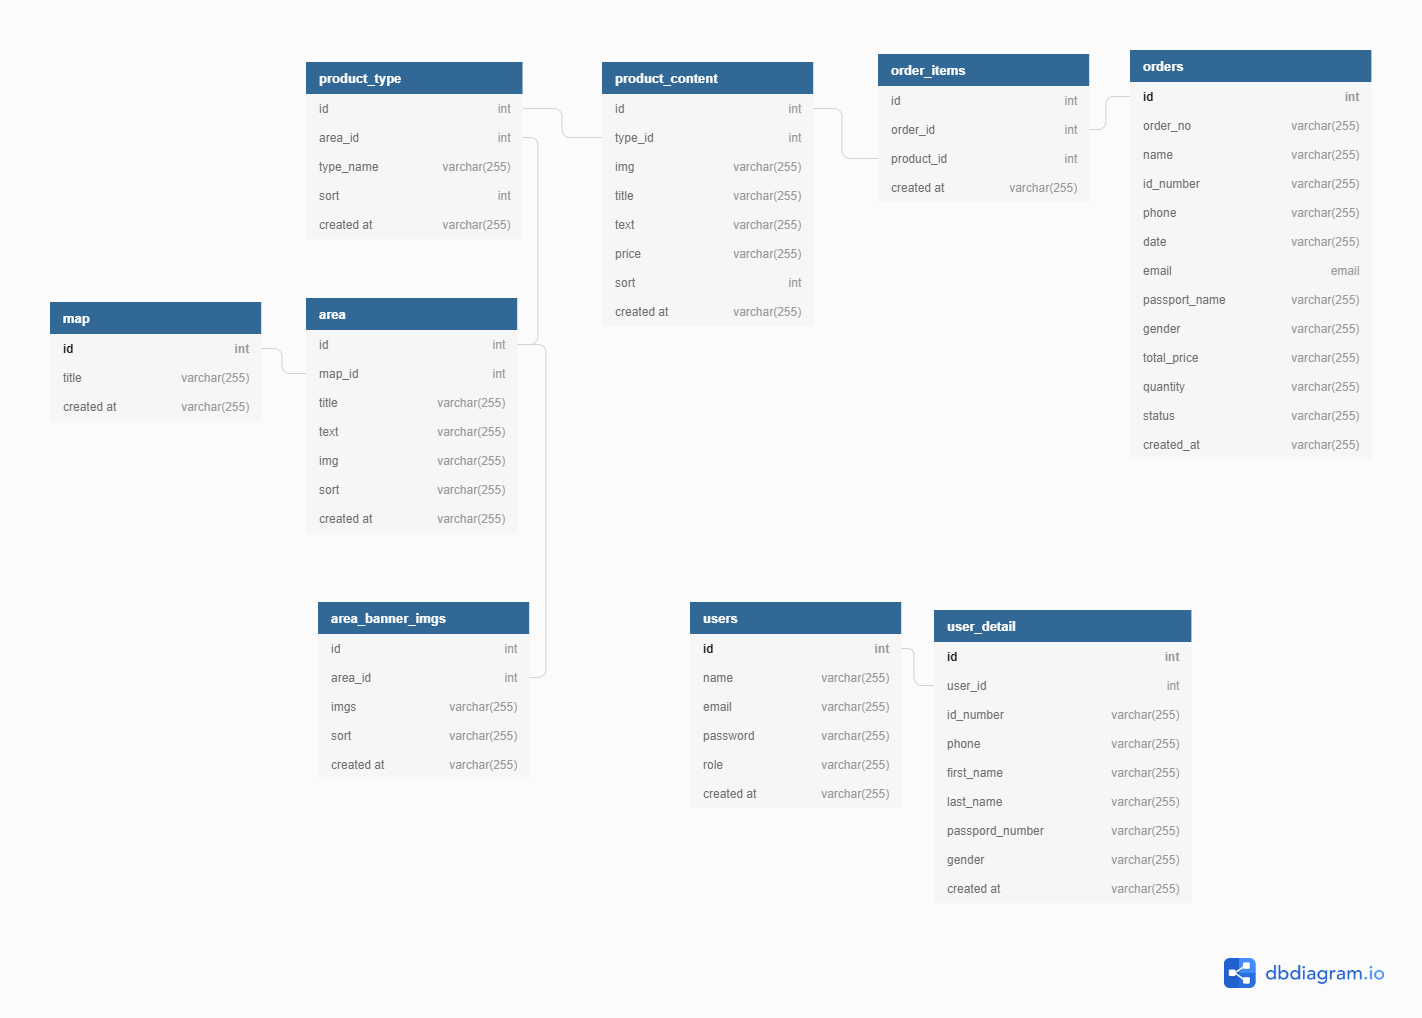 product_type
id int
area_id int
type_name varchar(255)
sort int
created at varchar(255)
product_content
id int
type_id int
img varchar(255)
title varchar(255)
text varchar(255)
price varchar(255)
sort int
created at varchar(255)
order_items
id int
order_id int
product_id int
created at varchar(255)
orders
id int
order_no varchar(255)
name varchar(255)
id_number varchar(255)
phone varchar(255)
date varchar(255)
email email
passport_name varchar(255)
gender varchar(255)
total_price varchar(255)
quantity varchar(255)
status varchar(255)
created_at varchar(255)
map
id int
title varchar(255)
created at varchar(255)
area
id int
map_id int
title varchar(255)
text varchar(255)
img varchar(255)
sort varchar(255)
created at varchar(255)
area_banner_imgs
id int
area_id int
imgs varchar(255)
sort varchar(255)
created at varchar(255)
users
id int
name varchar(255)
email varchar(255)
password varchar(255)
role varchar(255)
created at varchar(255)
user_detail
id int
user_id int
id_number varchar(255)
phone varchar(255)
first_name varchar(255)
last_name varchar(255)
passpord_number varchar(255)
gender varchar(255)
created at varchar(255)
dbdiagram.io